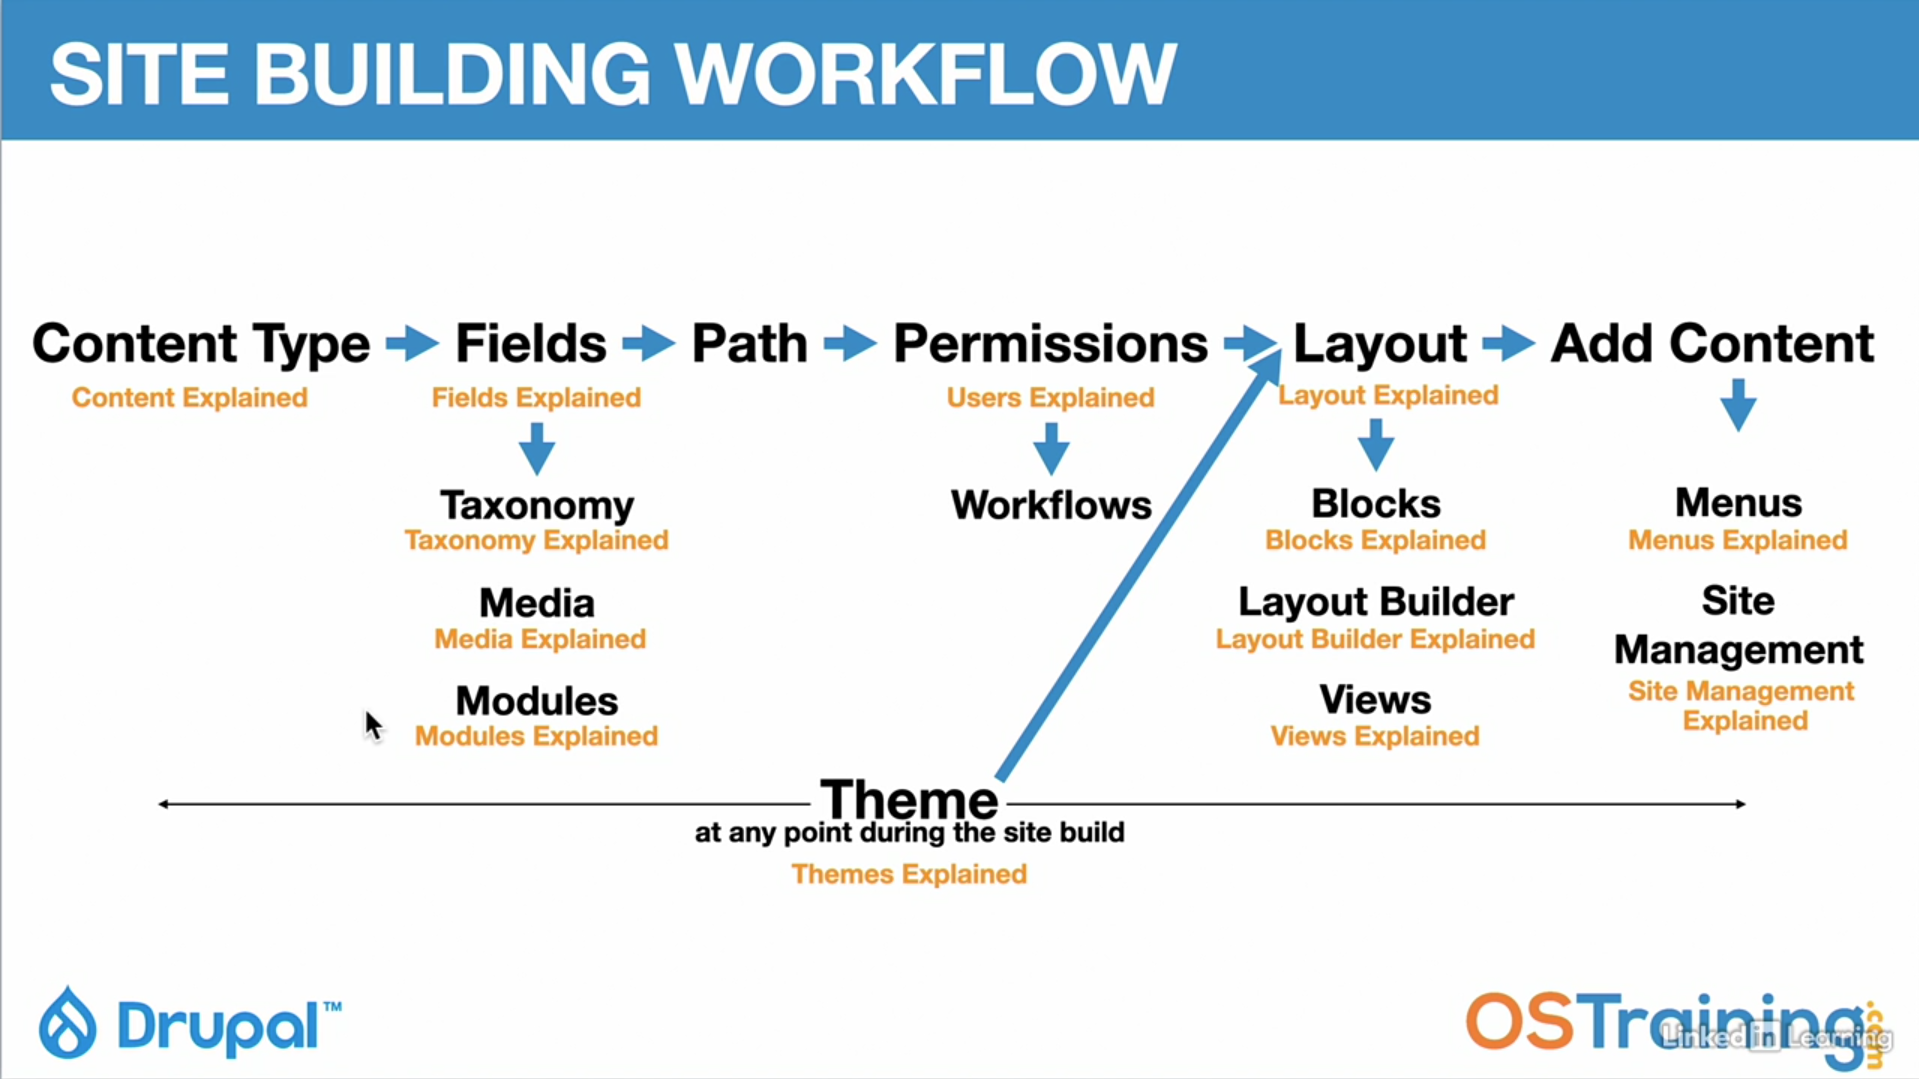 SITE BUILDING WORKFLOW
Content Type Fields Path Permissions Layout Add Content
Content Explained Fields Explained Users Explained Layout Explained
Taxonomy Workflows Blocks Menus
Taxonomy Explained Blocks Explained Menus Explained
Media Layout Builder Site
Management
Media Explained Layout Builder Explained
Modules Views Site Management
Explained
Modules Explained Views Explained
Theme
at any point during the site build
Themes Explained
Drupal™
OSTraining.com
Linked in Learning